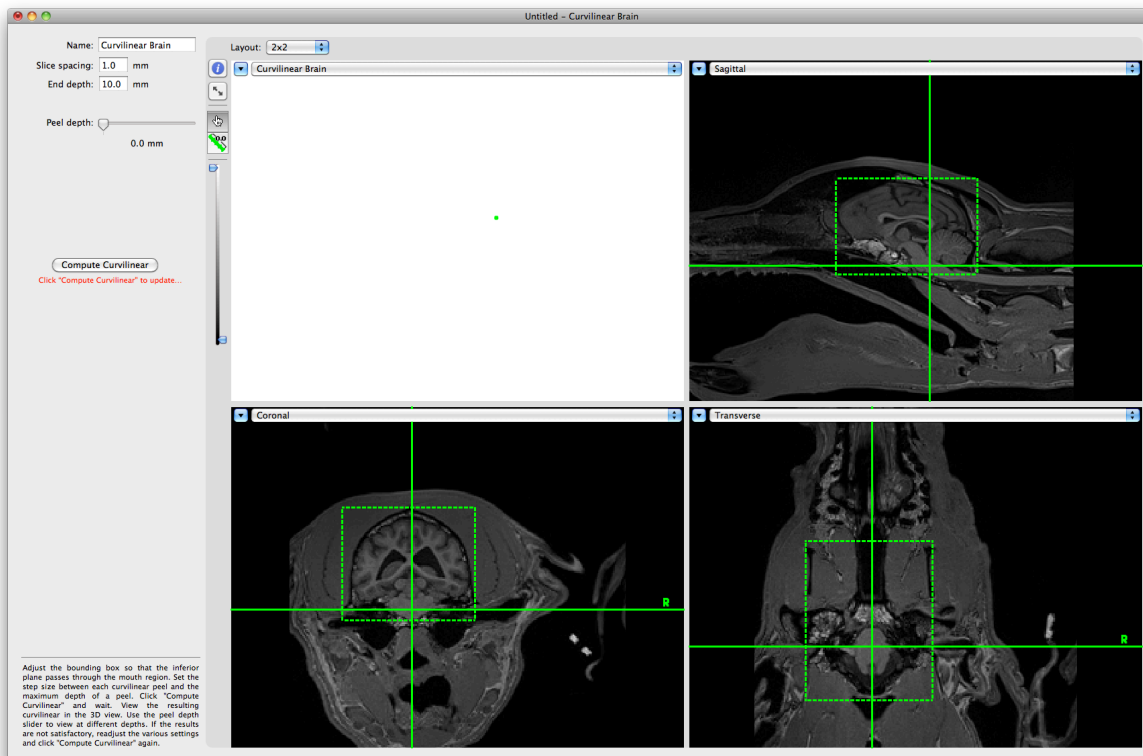 Untitled – Curvilinear Brain
Name: Curvilinear Brain
Slice spacing: 1.0 mm
End depth: 10.0 mm
Peel depth:
0.0 mm
Compute Curvilinear
Click "Compute Curvilinear" to update...
Adjust the bounding box so that the inferior
plane passes through the mouth region. Set the
step size between each curvilinear peel and the
maximum depth of a peel. Click "Compute
Curvilinear" and wait. View the resulting
curvilinear in the 3D view. Use the peel depth
slider to view at different depths. If the results
are not satisfactory, readjust the various settings
and click "Compute Curvilinear" again.
Layout: 2x2
Curvilinear Brain
Sagittal
Coronal
R
Transverse
R